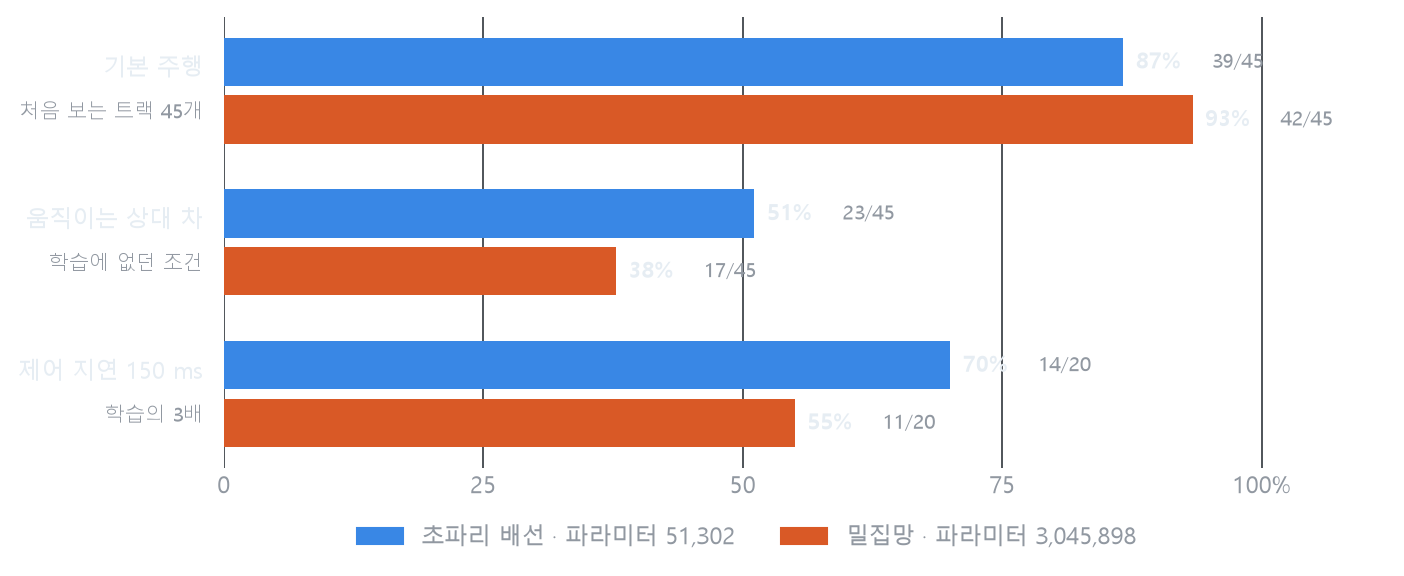 기본 주행
처음 보는 트랙 45개
87% 39/45
93% 42/45
움직이는 상대 차
학습에 없던 조건
51% 23/45
38% 17/45
제어 지연 150 ms
학습의 3배
70% 14/20
55% 11/20
0 25 50 75 100%
초파리 배선 · 파라미터 51,302 밀집망 · 파라미터 3,045,898